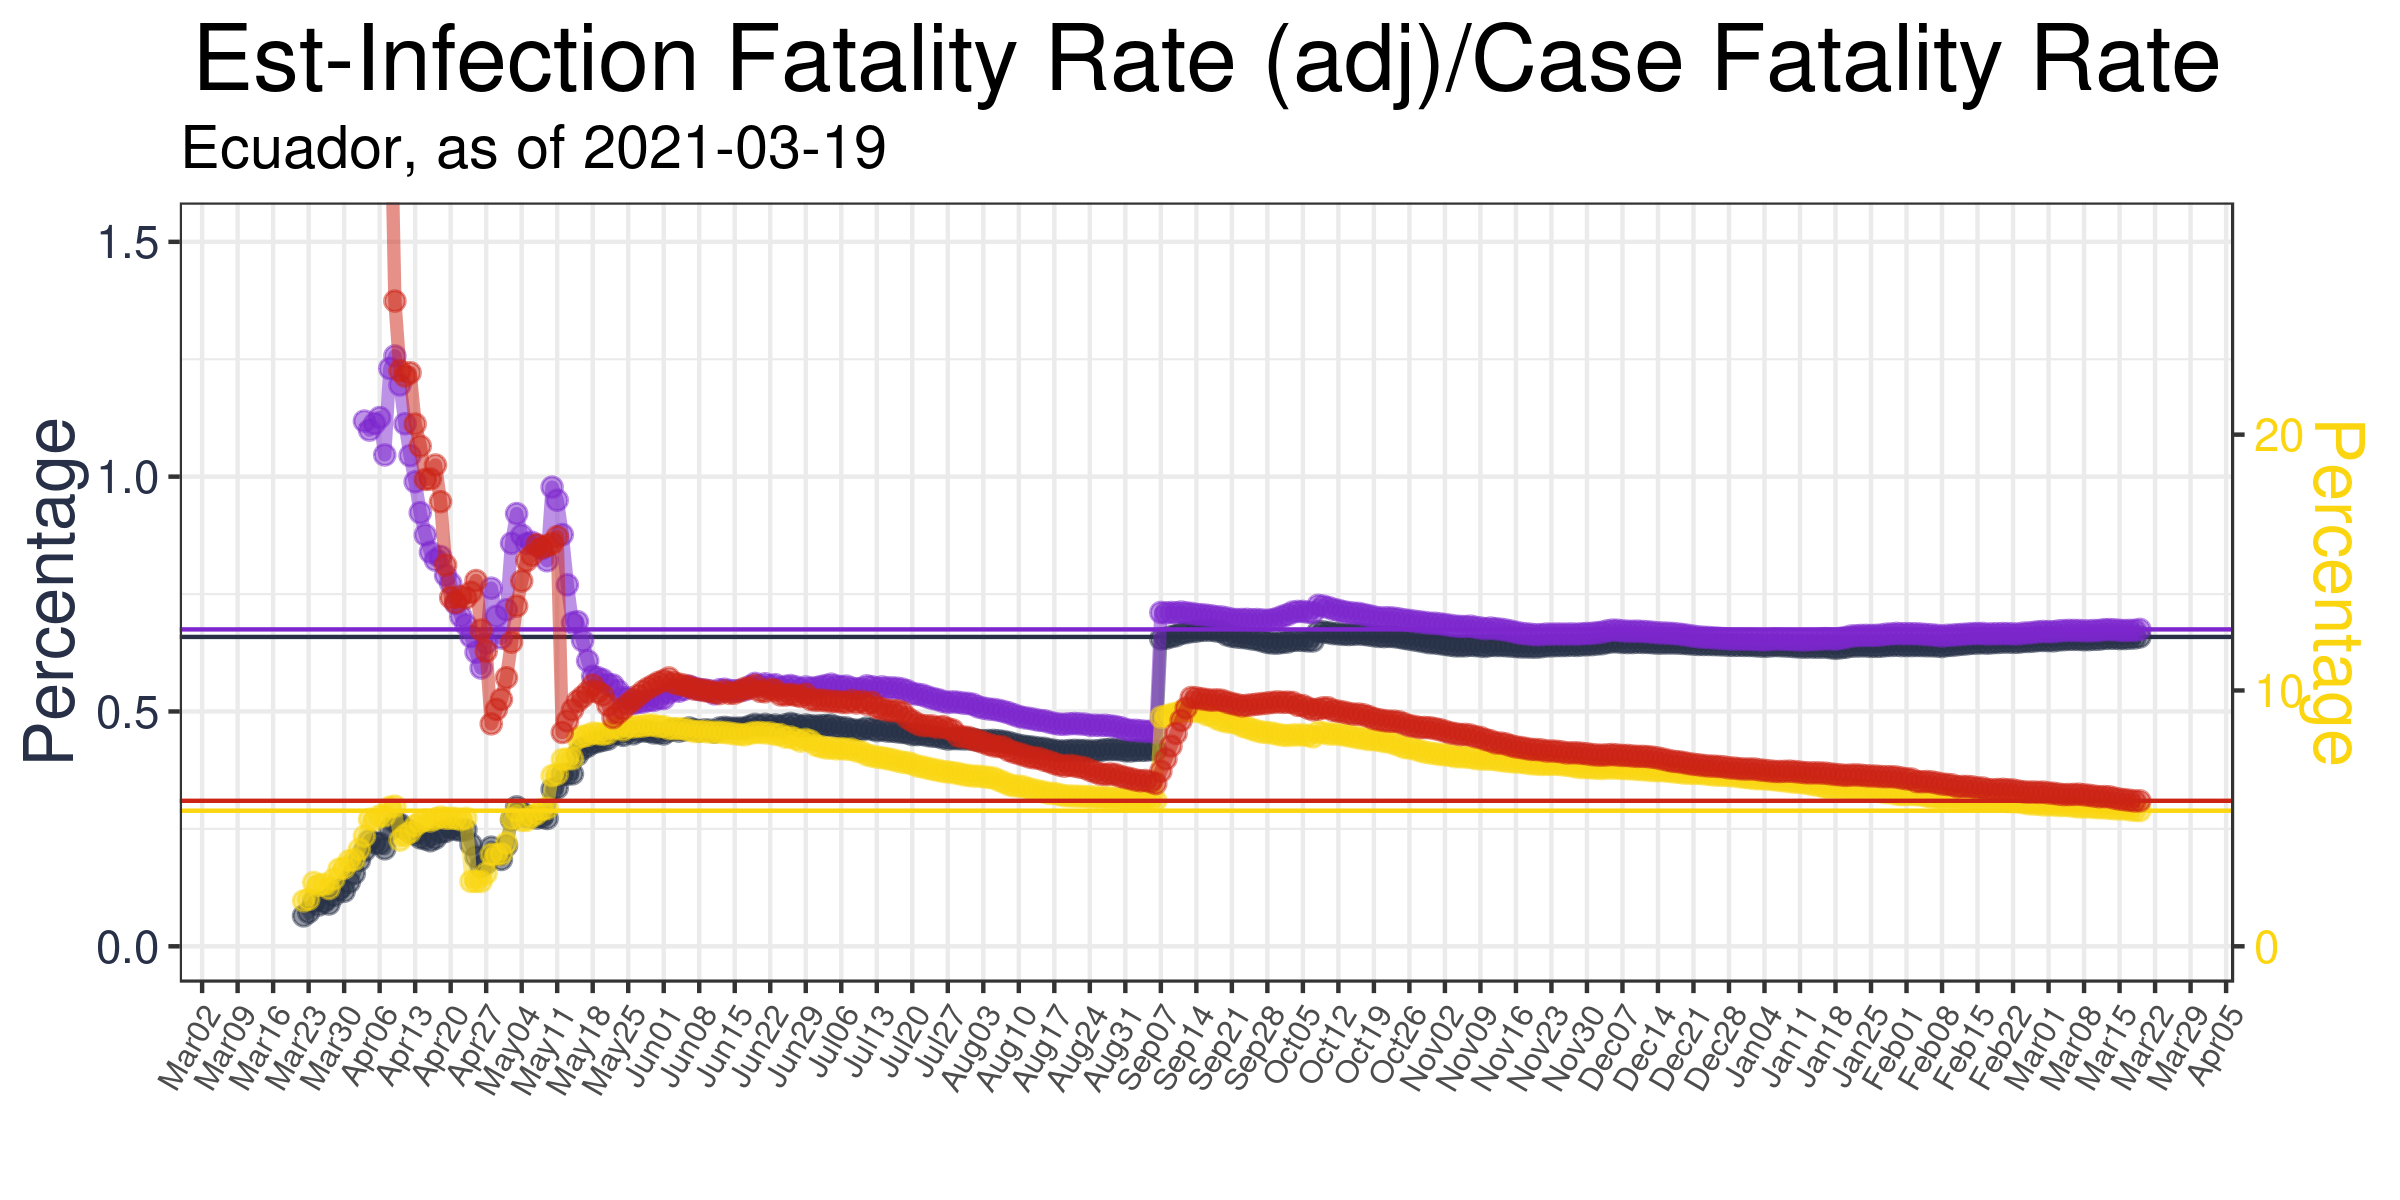 Est-Infection Fatality Rate (adj)/Case Fatality Rate
Ecuador, as of 2021-03-19
Percentage
1.5
1.0
0.5
0.0
20
10
0
Percentage
Mar02
Mar09
Mar16
Mar23
Mar30
Apr06
Apr13
Apr20
Apr27
May04
May11
May18
May25
Jun01
Jun08
Jun15
Jun22
Jun29
Jul06
Jul13
Jul20
Jul27
Aug03
Aug10
Aug17
Aug24
Aug31
Sep07
Sep14
Sep21
Sep28
Oct05
Oct12
Oct19
Oct26
Nov02
Nov09
Nov16
Nov23
Nov30
Dec07
Dec14
Dec21
Dec28
Dec04
Jan11
Jan18
Jan25
Jan01
Feb08
Feb15
Feb22
Feb21
Mar01
Mar08
Mar15
Mar22
Mar29
Apr05